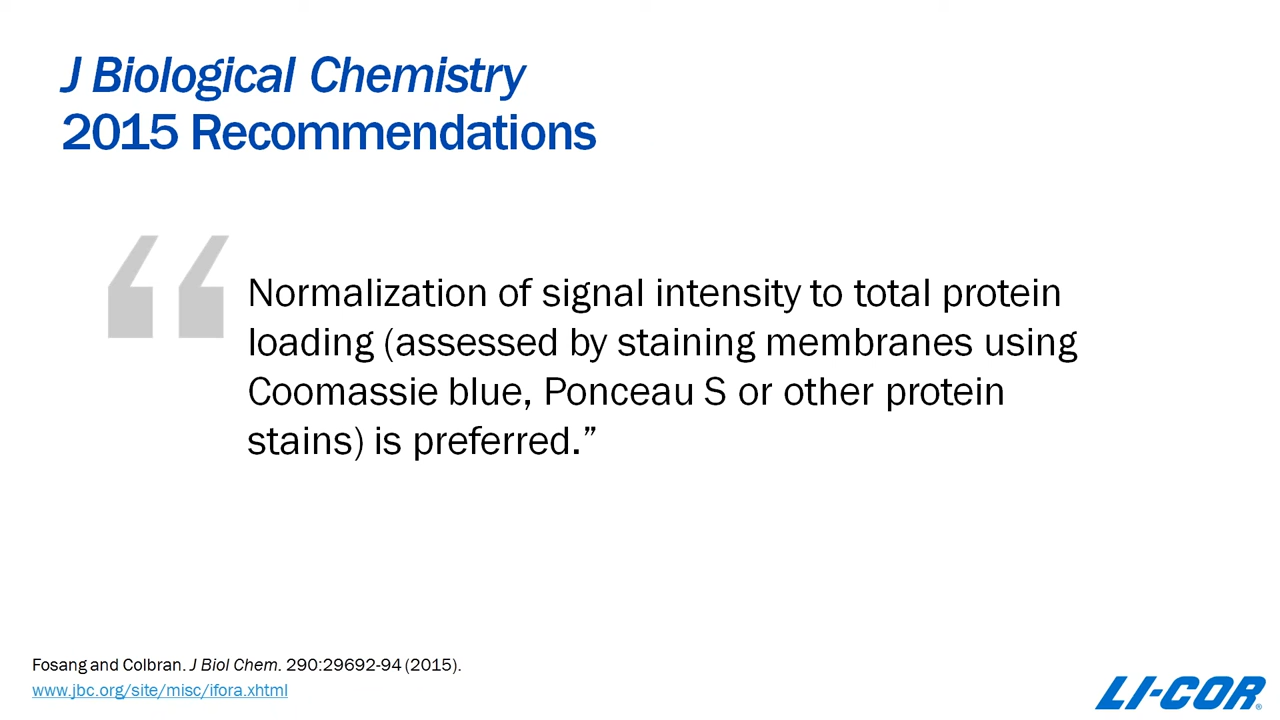 J Biological Chemistry
2015 Recommendations
“
Normalization of signal intensity to total protein
loading (assessed by staining membranes using
Coomassie blue, Ponceau S or other protein
stains) is preferred.”
Fosang and Colbran. J Biol Chem. 290:29692-94 (2015).
www.jbc.org/site/misc/ifora.xhtml
LI-COR®